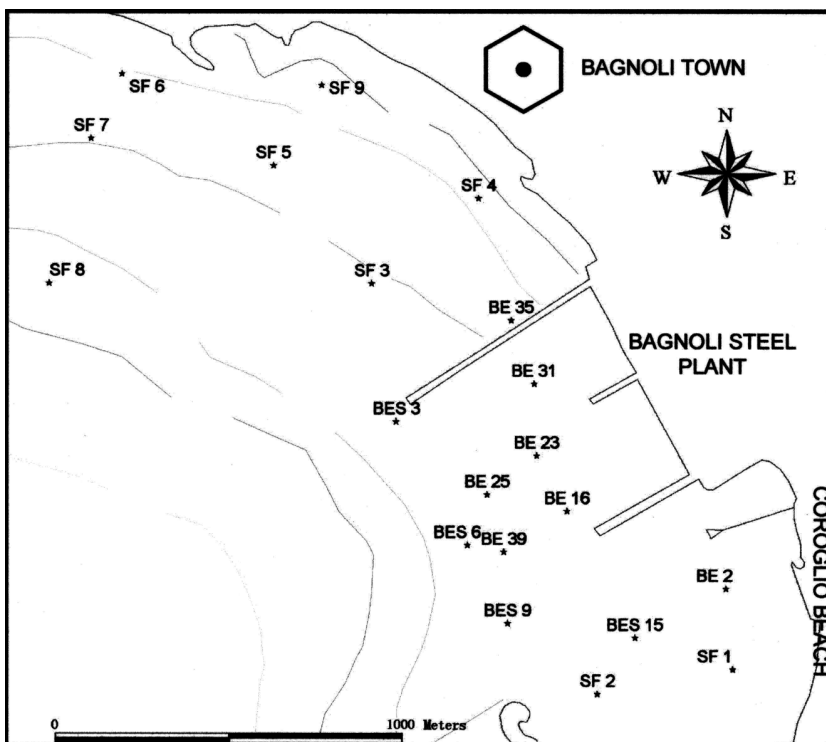 BAGNOLI TOWN
SF 6
SF 9
N
SF 7
SF 5
W
E
SF 4
S
SF 8
SF 3
BE 35
BAGNOLI STEEL
PLANT
BE 31
BES 3
BE 23
BE 25
BE 16
COROGLIO BEACH
BES 6
BE 39
BE 2
BES 9
BES 15
SF 1
SF 2
0
1000 Meters